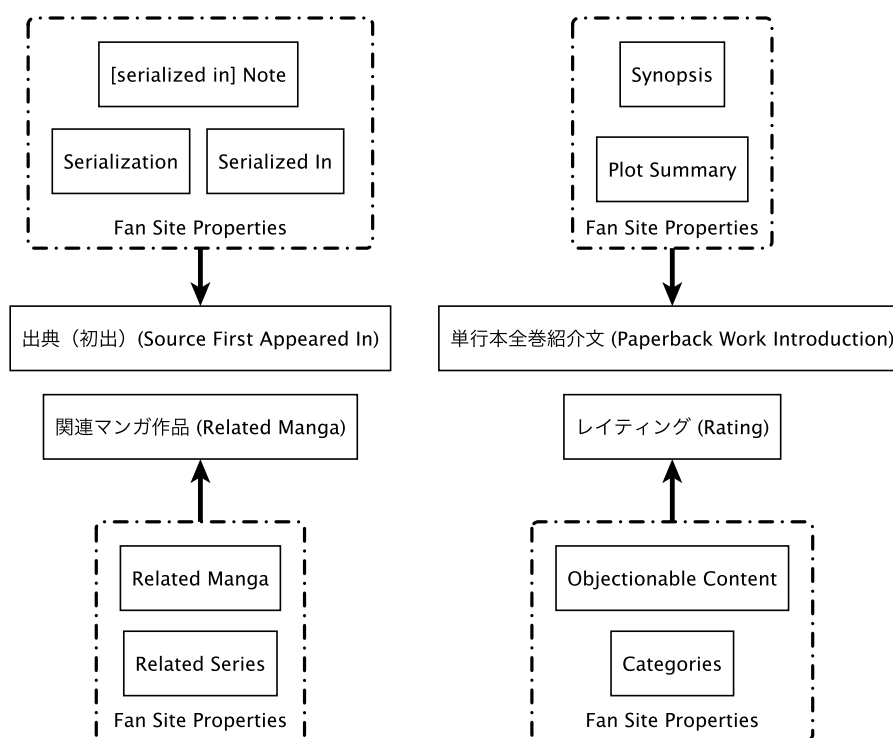 [serialized in] Note
Serialization
Serialized In
Fan Site Properties
出典（初出）(Source First Appeared In)
Synopsis
Plot Summary
Fan Site Properties
単行本全巻紹介文 (Paperback Work Introduction)
関連マンガ作品 (Related Manga)
Related Manga
Related Series
Fan Site Properties
レイティング (Rating)
Objectionable Content
Categories
Fan Site Properties